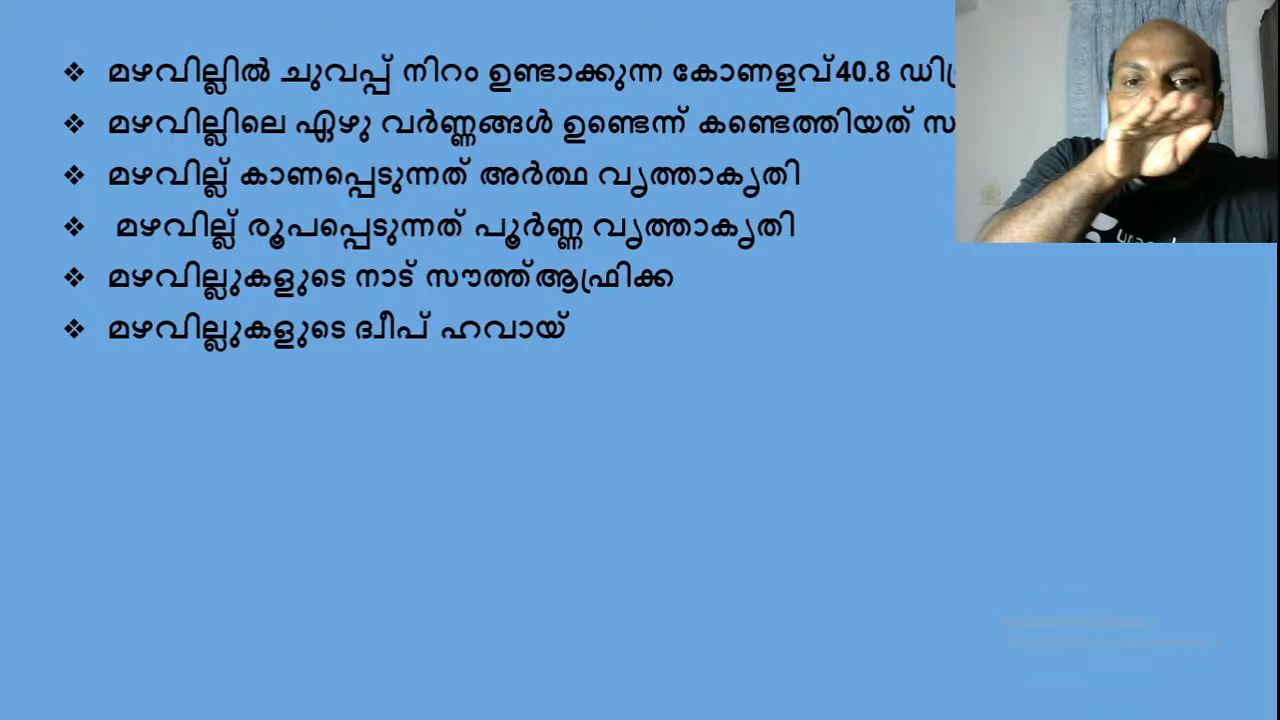 ❖ മഴവില്ലിൽ ചുവപ്പ് നിറം ഉണ്ടാക്കുന്ന കോണളവ്40.8
❖ മഴവില്ലിലെ ഏഴു വർണ്ണങ്ങൾ ഉണ്ടെന്ന് കണ്ടെത്തിയത്
❖ മഴവില്ല് കാണപ്പെടുന്നത് അർത്ഥ വൃത്താകൃതി
❖ മഴവില്ല് രൂപപ്പെടുന്നത് പൂർണ്ണ വൃത്താകൃതി
❖ മഴവില്ലുകളുടെ നാട് സൗത്ത്ആഫ്രിക്ക
❖ മഴവില്ലുകളുടെ ദ്വീപ് ഹവായ്